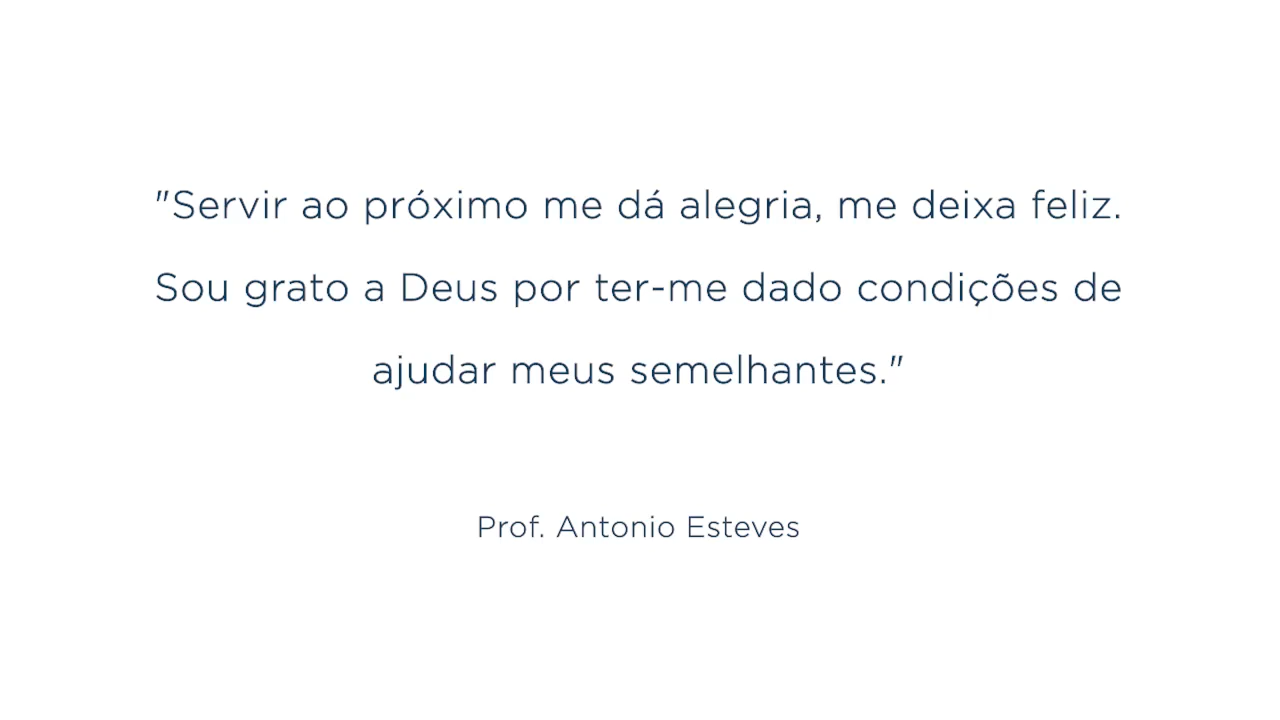 "Servir ao próximo me dá alegria, me deixa feliz.
Sou grato a Deus por ter-me dado condições de
ajudar meus semelhantes."
Prof. Antonio Esteves